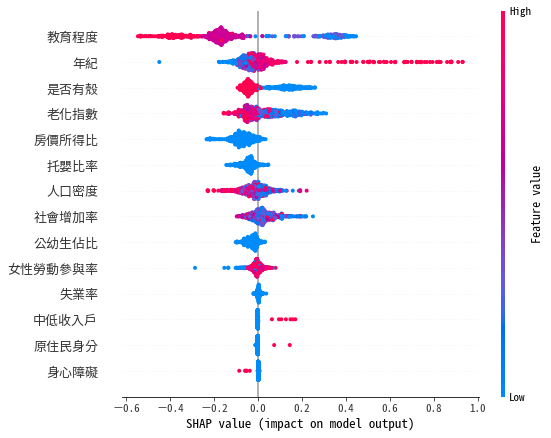 High
教育程度
年紀
是否有殼
老化指數
房價所得比
托嬰比率
人口密度
社會增加率
公幼生佔比
女性勞動參與率
失業率
中低收入戶
原住民身分
身心障礙
Feature value
Low
−0.6 −0.4 −0.2 0.0 0.2 0.4 0.6 0.8 1.0
SHAP value (impact on model output)